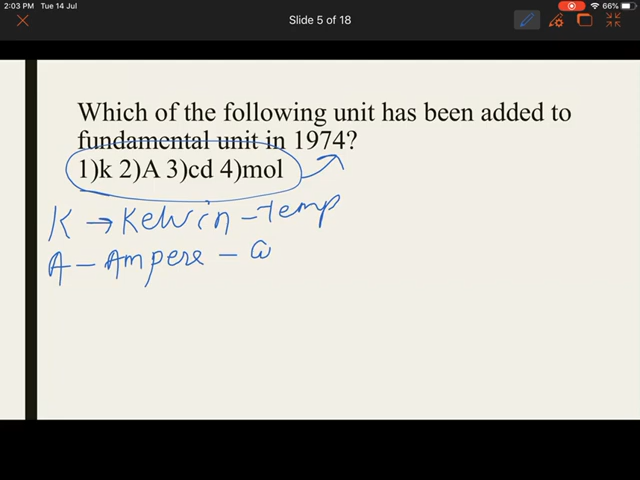 2:03 PM Tue 14 Jul 66%
Slide 5 of 18
Which of the following unit has been added to
fundamental unit in 1974?
1)k 2)A 3)cd 4)mol
K → Kelvin - Temp
A - Ampere -